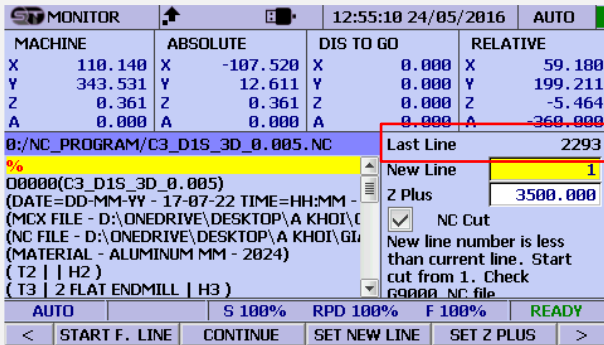 MONITOR 12:55:10 24/05/2016 AUTO
MACHINE ABSOLUTE DIS TO GO RELATIVE
X 110.140 X -107.520 X 0.000 X 59.180
Y 343.531 Y 12.611 Y 0.000 Y 199.211
Z 0.361 Z 0.361 Z 0.000 Z -5.464
A 0.000 A 0.000 A 0.000 A -360.000
0:/NC_PROGRAM/C3_D1S_3D_0.005.NC
%
O0000(C3_D1S_3D_0.005)
(DATE=DD-MM-YY - 17-07-22 TIME=HH:MM -
(MCX FILE - D:\ONEDRIVE\DESKTOP\A KHOI\
(NC FILE - D:\ONEDRIVE\DESKTOP\A KHOI\
(MATERIAL - ALUMINUM MM - 2024)
( T2 | | H2 )
( T3 | 2 FLAT ENDMILL | H3 )
Last Line 2293
New Line 1
Z Plus 3500.000
NC Cut
New line number is less
than current line. Start
cut from 1. Check
G9000 NC file
AUTO S 100% RPD 100% F 100% READY
< START F. LINE CONTINUE SET NEW LINE SET Z PLUS >